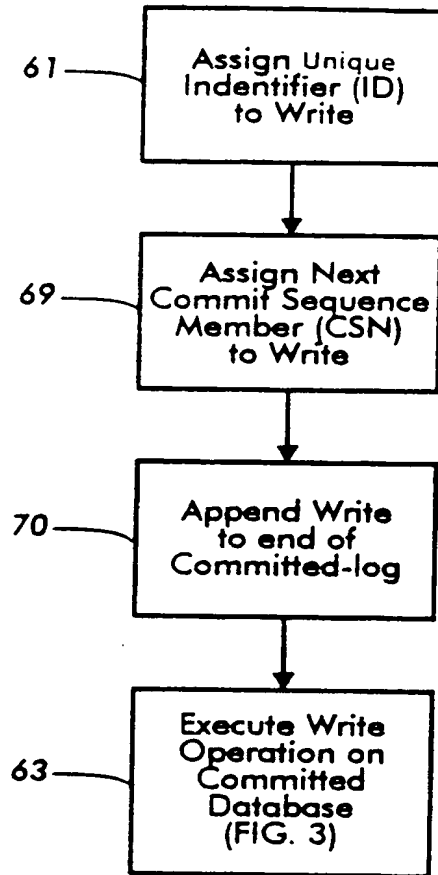 61
Assign Unique
Indentifier (ID)
to Write
69
Assign Next
Commif Sequence
Member (CSN)
to Write
70
Append Write
to end of
Committed-log
63
Execute Write
Operation on
Committed
Database
(FIG. 3)